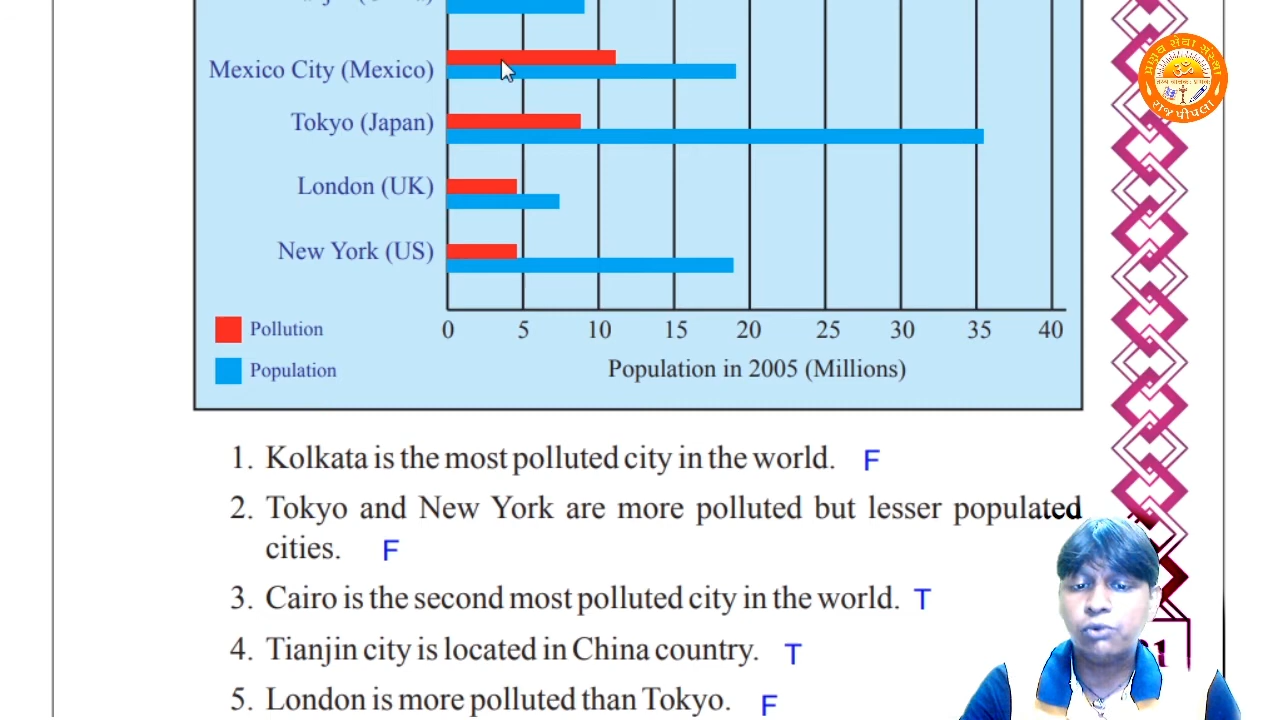 Mexico City (Mexico)
Tokyo (Japan)
London (UK)
New York (US)
0 5 10 15 20 25 30 35 40
Pollution
Population
Population in 2005 (Millions)
1. Kolkata is the most polluted city in the world. F
2. Tokyo and New York are more polluted but lesser populated
cities. F
3. Cairo is the second most polluted city in the world. T
4. Tianjin city is located in China country. T
5. London is more polluted than Tokyo. F
પ્રણવ સેવા સંસ્થા
ૐ
રાજપીપલા